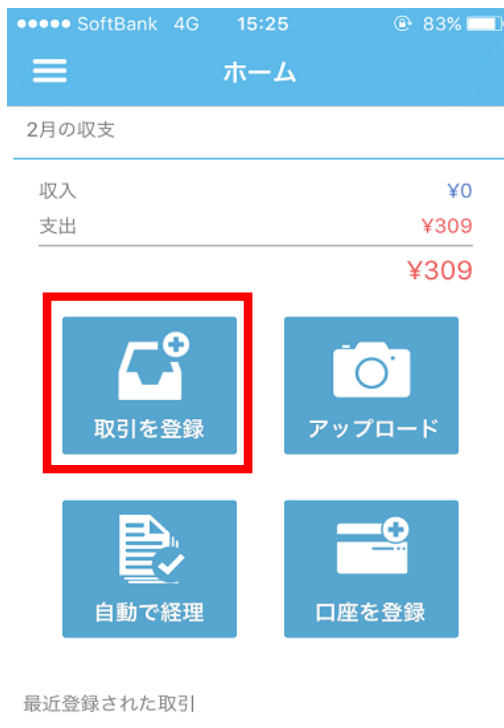 SoftBank 4G 15:25 83%
ホーム
2月の収支
収入 ¥0
支出 ¥309
¥309
取引を登録
アップロード
自動で経理
口座を登録
最近登録された取引